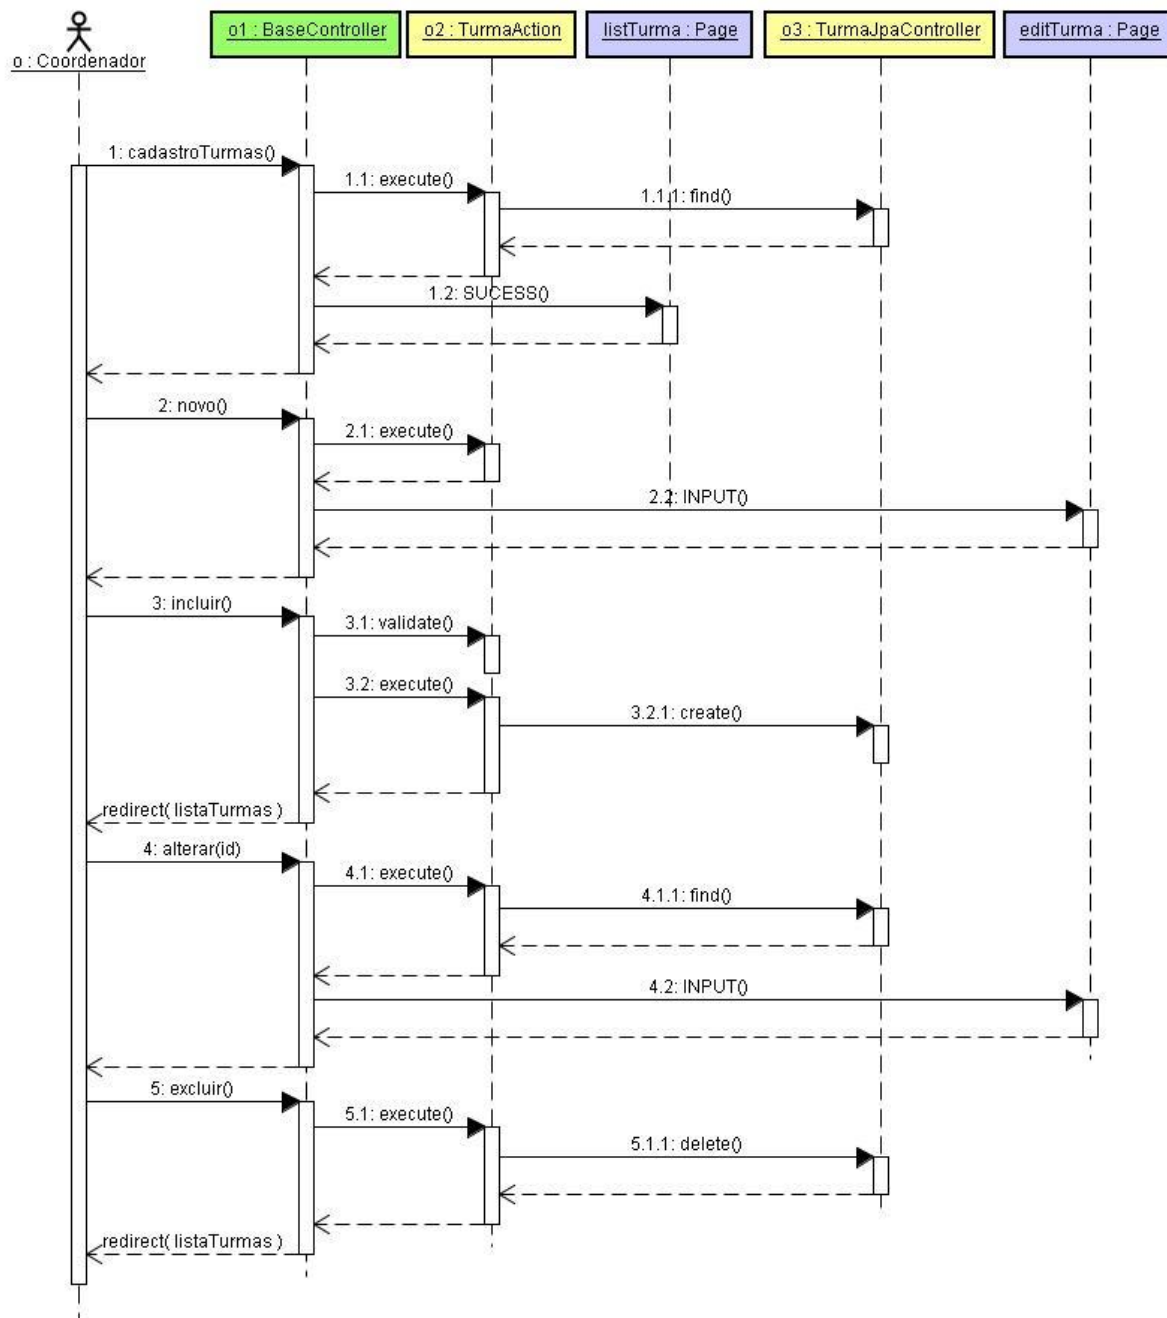 o : Coordenador
o1 : BaseController
o2 : TurmaAction
listTurma : Page
o3 : TurmaJpaController
editTurma : Page
1: cadastroTurmas()
1.1: execute()
1.1.1: find()
1.2: SUCESS()
2: novo()
2.1: execute()
2.2: INPUT()
3: incluir()
3.1: validate()
3.2: execute()
3.2.1: create()
redirect( listaTurmas )
4: alterar(id)
4.1: execute()
4.1.1: find()
4.2: INPUT()
5: excluir()
5.1: execute()
5.1.1: delete()
redirect( listaTurmas )